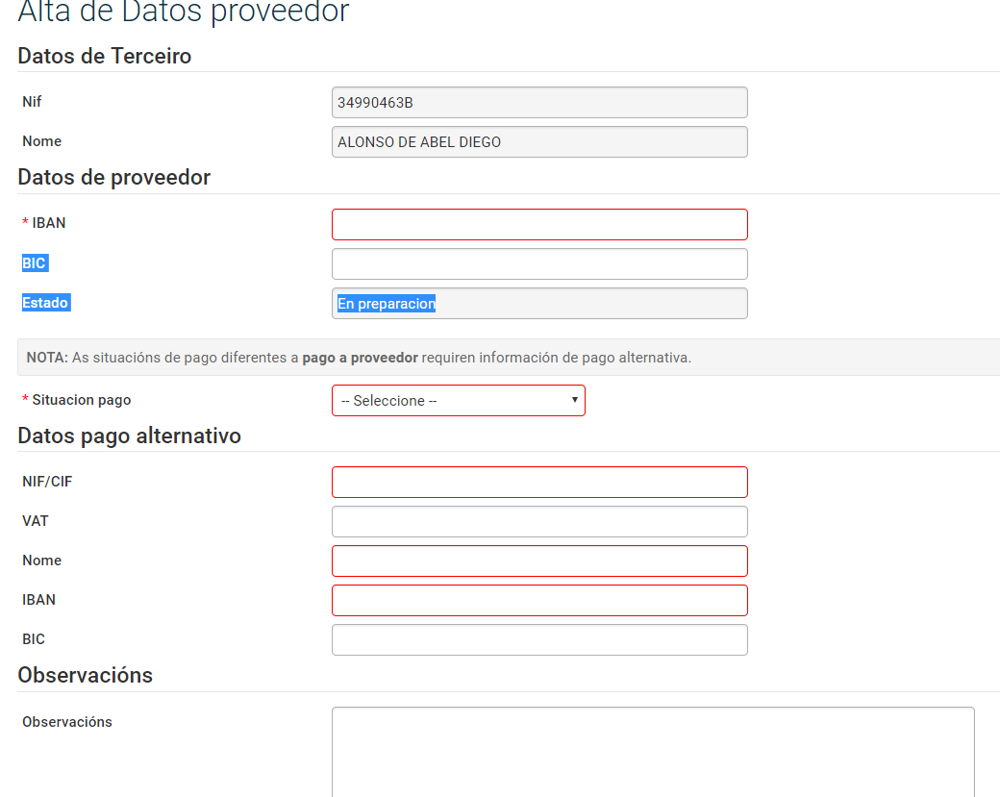 Alta de Datos proveedor
Datos de Terceiro
Nif 34990463B
Nome ALONSO DE ABEL DIEGO
Datos de proveedor
* IBAN
BIC
Estado En preparacion
NOTA: As situacións de pago diferentes a pago a proveedor requiren información de pago alternativa.
* Situacion pago -- Seleccione --
Datos pago alternativo
NIF/CIF
VAT
Nome
IBAN
BIC
Observacións
Observacións